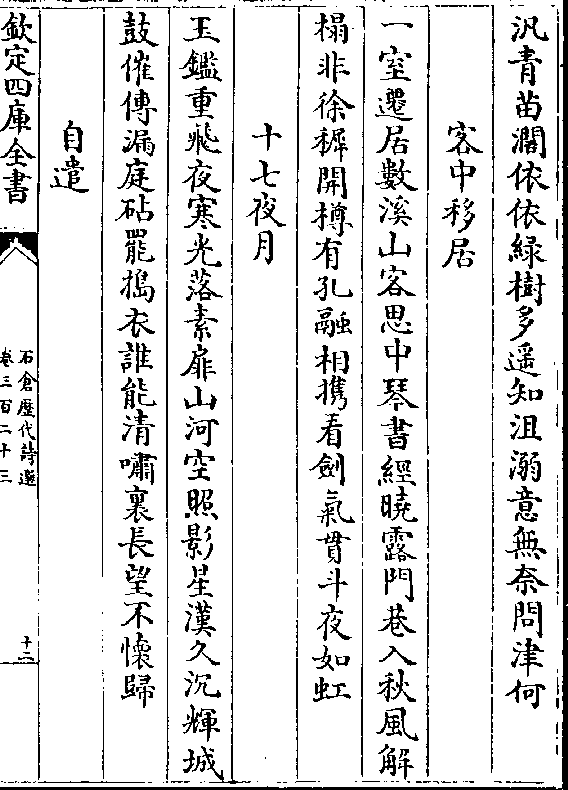 汎青苗濶依依緑樹多遥知沮溺意無奈問津何
客中移居
一室遷居數溪山客思中琴書經曉露門巷入秋風解
榻非徐穉開樽有孔融相擕看劍氣貫斗夜如虹
十七夜月
玉鑑重飛夜寒光落素扉山河空照影星漢久沉輝城
鼓催傳漏庭砧罷搗衣誰能清嘯裏長望不懷歸
自遣
欽定四庫全書
石倉歴代詩選
卷三百二十三
十二